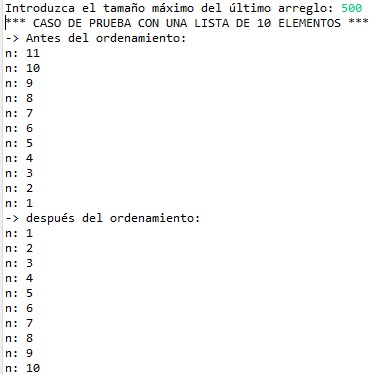 Introduzca el tamaño máximo del último arreglo: 500
*** CASO DE PRUEBA CON UNA LISTA DE 10 ELEMENTOS ***
-> Antes del ordenamiento:
n: 11
n: 10
n: 9
n: 8
n: 7
n: 6
n: 5
n: 4
n: 3
n: 2
n: 1
-> después del ordenamiento:
n: 1
n: 2
n: 3
n: 4
n: 5
n: 6
n: 7
n: 8
n: 9
n: 10